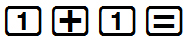 1 + 1 =